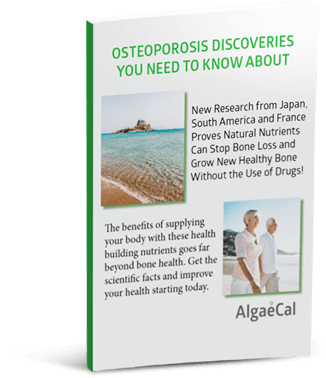 OSTEOPOROSIS DISCOVERIES
YOU NEED TO KNOW ABOUT
New Research from Japan,
South America and France
Proves Natural Nutrients
Can Stop Bone Loss and
Grow New Healthy Bone
Without the Use of Drugs!
The benefits of supplying
your body with these health
building nutrients goes far
beyond bone health. Get the
scientific facts and improve
your health starting today.
AlgaeCal